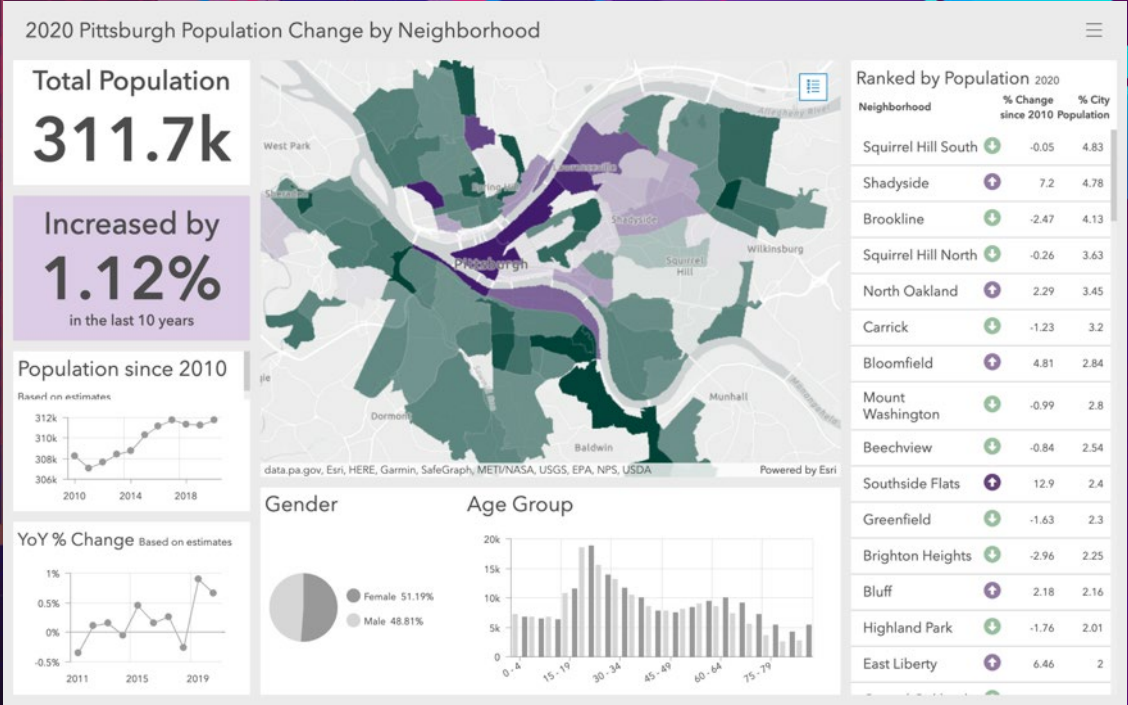 2020 Pittsburgh Population Change by Neighborhood
Total Population
311.7k
Increased by
1.12%
in the last 10 years
Population since 2010
Based on estimates
312k
310k
308k
306k
2010 2014 2018
YoY % Change Based on estimates
1%
0.5%
0%
-0.5%
2011 2015 2019
West Park
Allegheny River
Lawrenceville
Spring Hill
Sheraden
Shadyside
Wilkinsburg
Pittsburgh
Squirrel
Hill
Munhall
Dormont
Baldwin
data.pa.gov, Esri, HERE, Garmin, SafeGraph, METI/NASA, USGS, EPA, NPS, USDA
Powered by Esri
Gender
Female 51.19%
Male 48.81%
Age Group
20k
15k
10k
5k
0
0 - 4 15 - 19 30 - 34 45 - 49 60 - 64 75 - 79
Ranked by Population 2020
Neighborhood % Change since 2010 % City Population
Squirrel Hill South -0.05 4.83
Shadyside 7.2 4.78
Brookline -2.47 4.13
Squirrel Hill North -0.26 3.63
North Oakland 2.29 3.45
Carrick -1.23 3.2
Bloomfield 4.81 2.84
Mount
Washington -0.99 2.8
Beechview -0.84 2.54
Southside Flats 12.9 2.4
Greenfield -1.63 2.3
Brighton Heights -2.96 2.25
Bluff 2.18 2.16
Highland Park -1.76 2.01
East Liberty 6.46 2